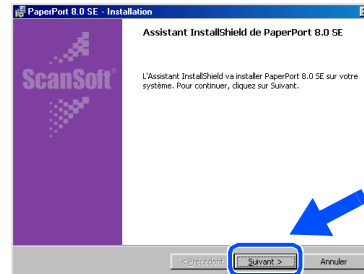 PaperPort 8.0 SE - Installation
Assistant InstallShield de PaperPort 8.0 SE
ScanSoft®
L'Assistant InstallShield va installer PaperPort 8.0 SE sur votre
système. Pour continuer, cliquez sur Suivant.
< Précédent
Suivant >
Annuler